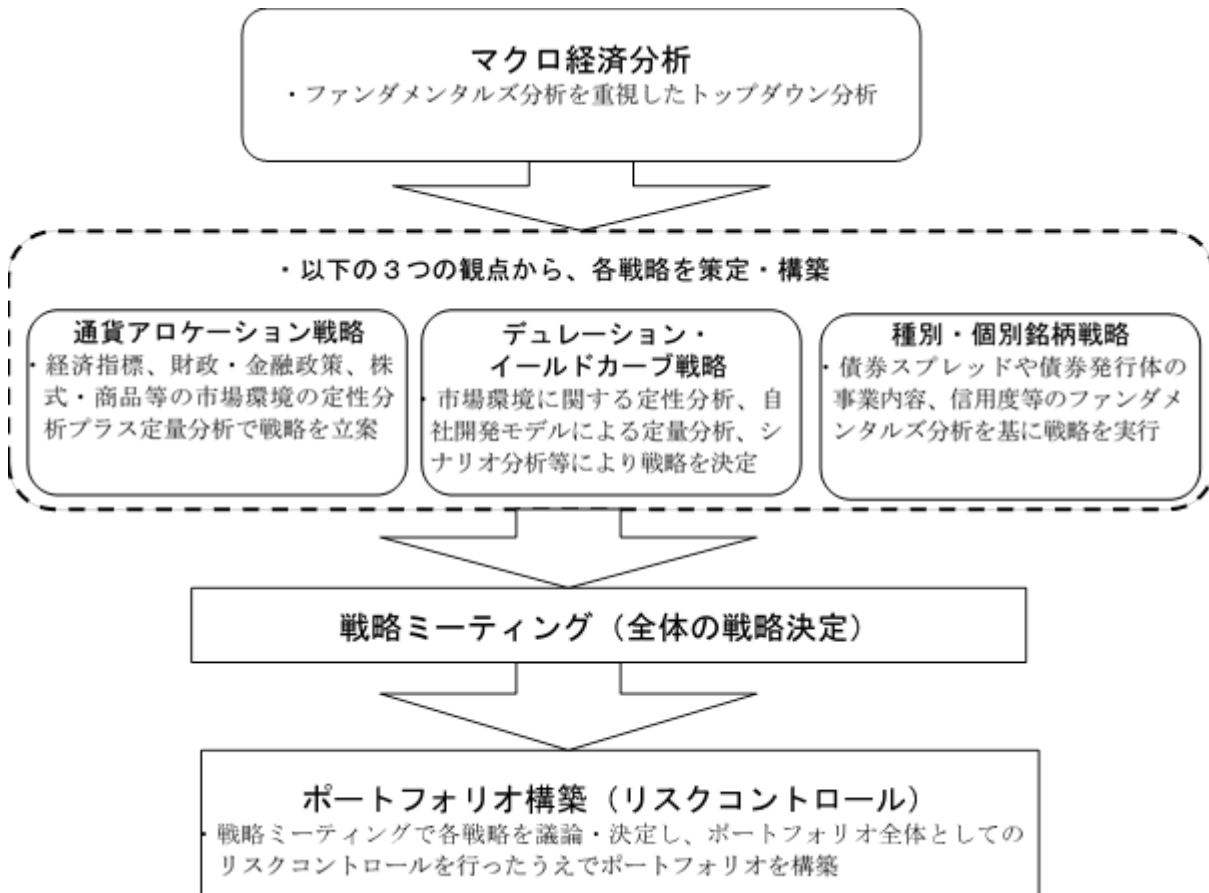 マクロ経済分析
・ファンダメンタルズ分析を重視したトップダウン分析
・以下の３つの観点から、各戦略を策定・構築
通貨アロケーション戦略
・経済指標、財政・金融政策、株
式・商品等の市場環境の定性分
析プラス定量分析で戦略を立案
デュレーション・
イールドカーブ戦略
・市場環境に関する定性分析、自
社開発モデルによる定量分析、シ
ナリオ分析等により戦略を決定
種別・個別銘柄戦略
・債券スプレッドや債券発行体の
事業内容、信用度等のファンダメ
ンタルズ分析を基に戦略を実行
戦略ミーティング（全体の戦略決定）
ポートフォリオ構築（リスクコントロール）
・戦略ミーティングで各戦略を議論・決定し、ポートフォリオ全体としての
リスクコントロールを行ったうえでポートフォリオを構築